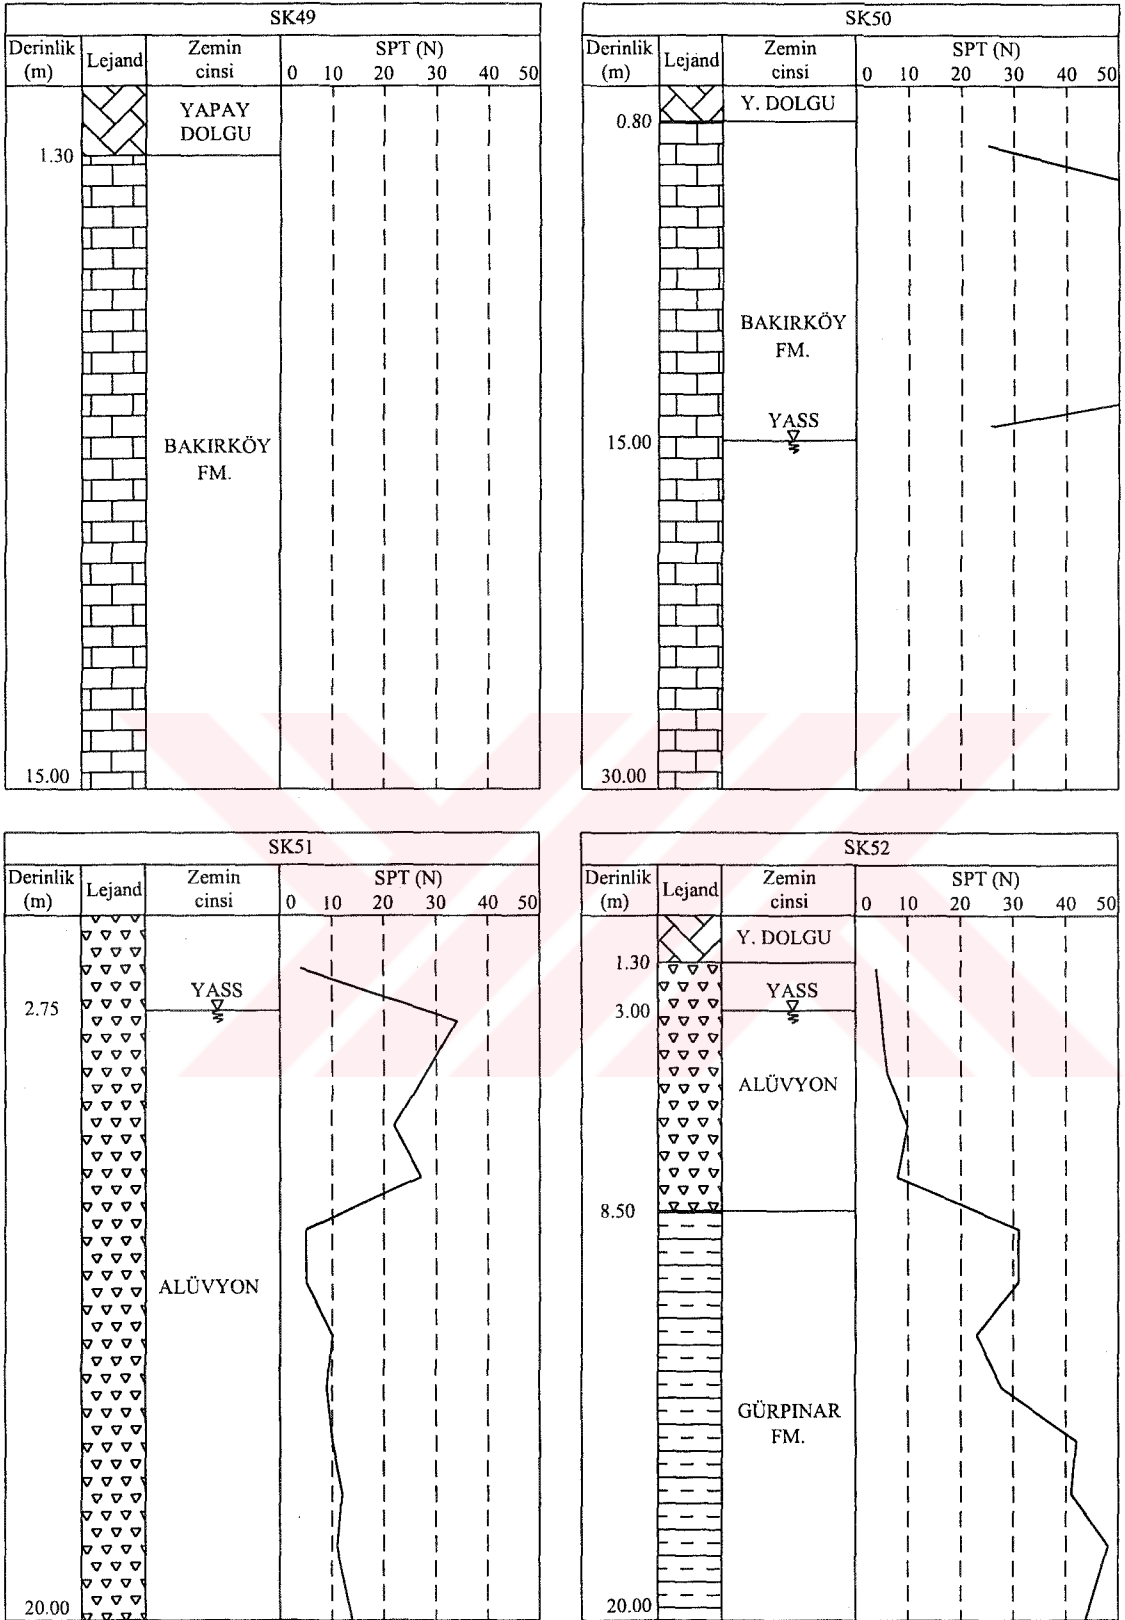 SK49
Derinlik (m) Lejand Zemin cinsi SPT (N)
0 10 20 30 40 50
YAPAY
DOLGU
1.30
BAKIRKÖY
FM.
15.00
SK50
Derinlik (m) Lejand Zemin cinsi SPT (N)
0 10 20 30 40 50
Y. DOLGU
0.80
BAKIRKÖY
FM.
YASS
15.00
30.00
SK51
Derinlik (m) Lejand Zemin cinsi SPT (N)
0 10 20 30 40 50
YASS
2.75
ALÜVYON
20.00
SK52
Derinlik (m) Lejand Zemin cinsi SPT (N)
0 10 20 30 40 50
Y. DOLGU
1.30
YASS
3.00
ALÜVYON
8.50
GÜRPINAR
FM.
20.00